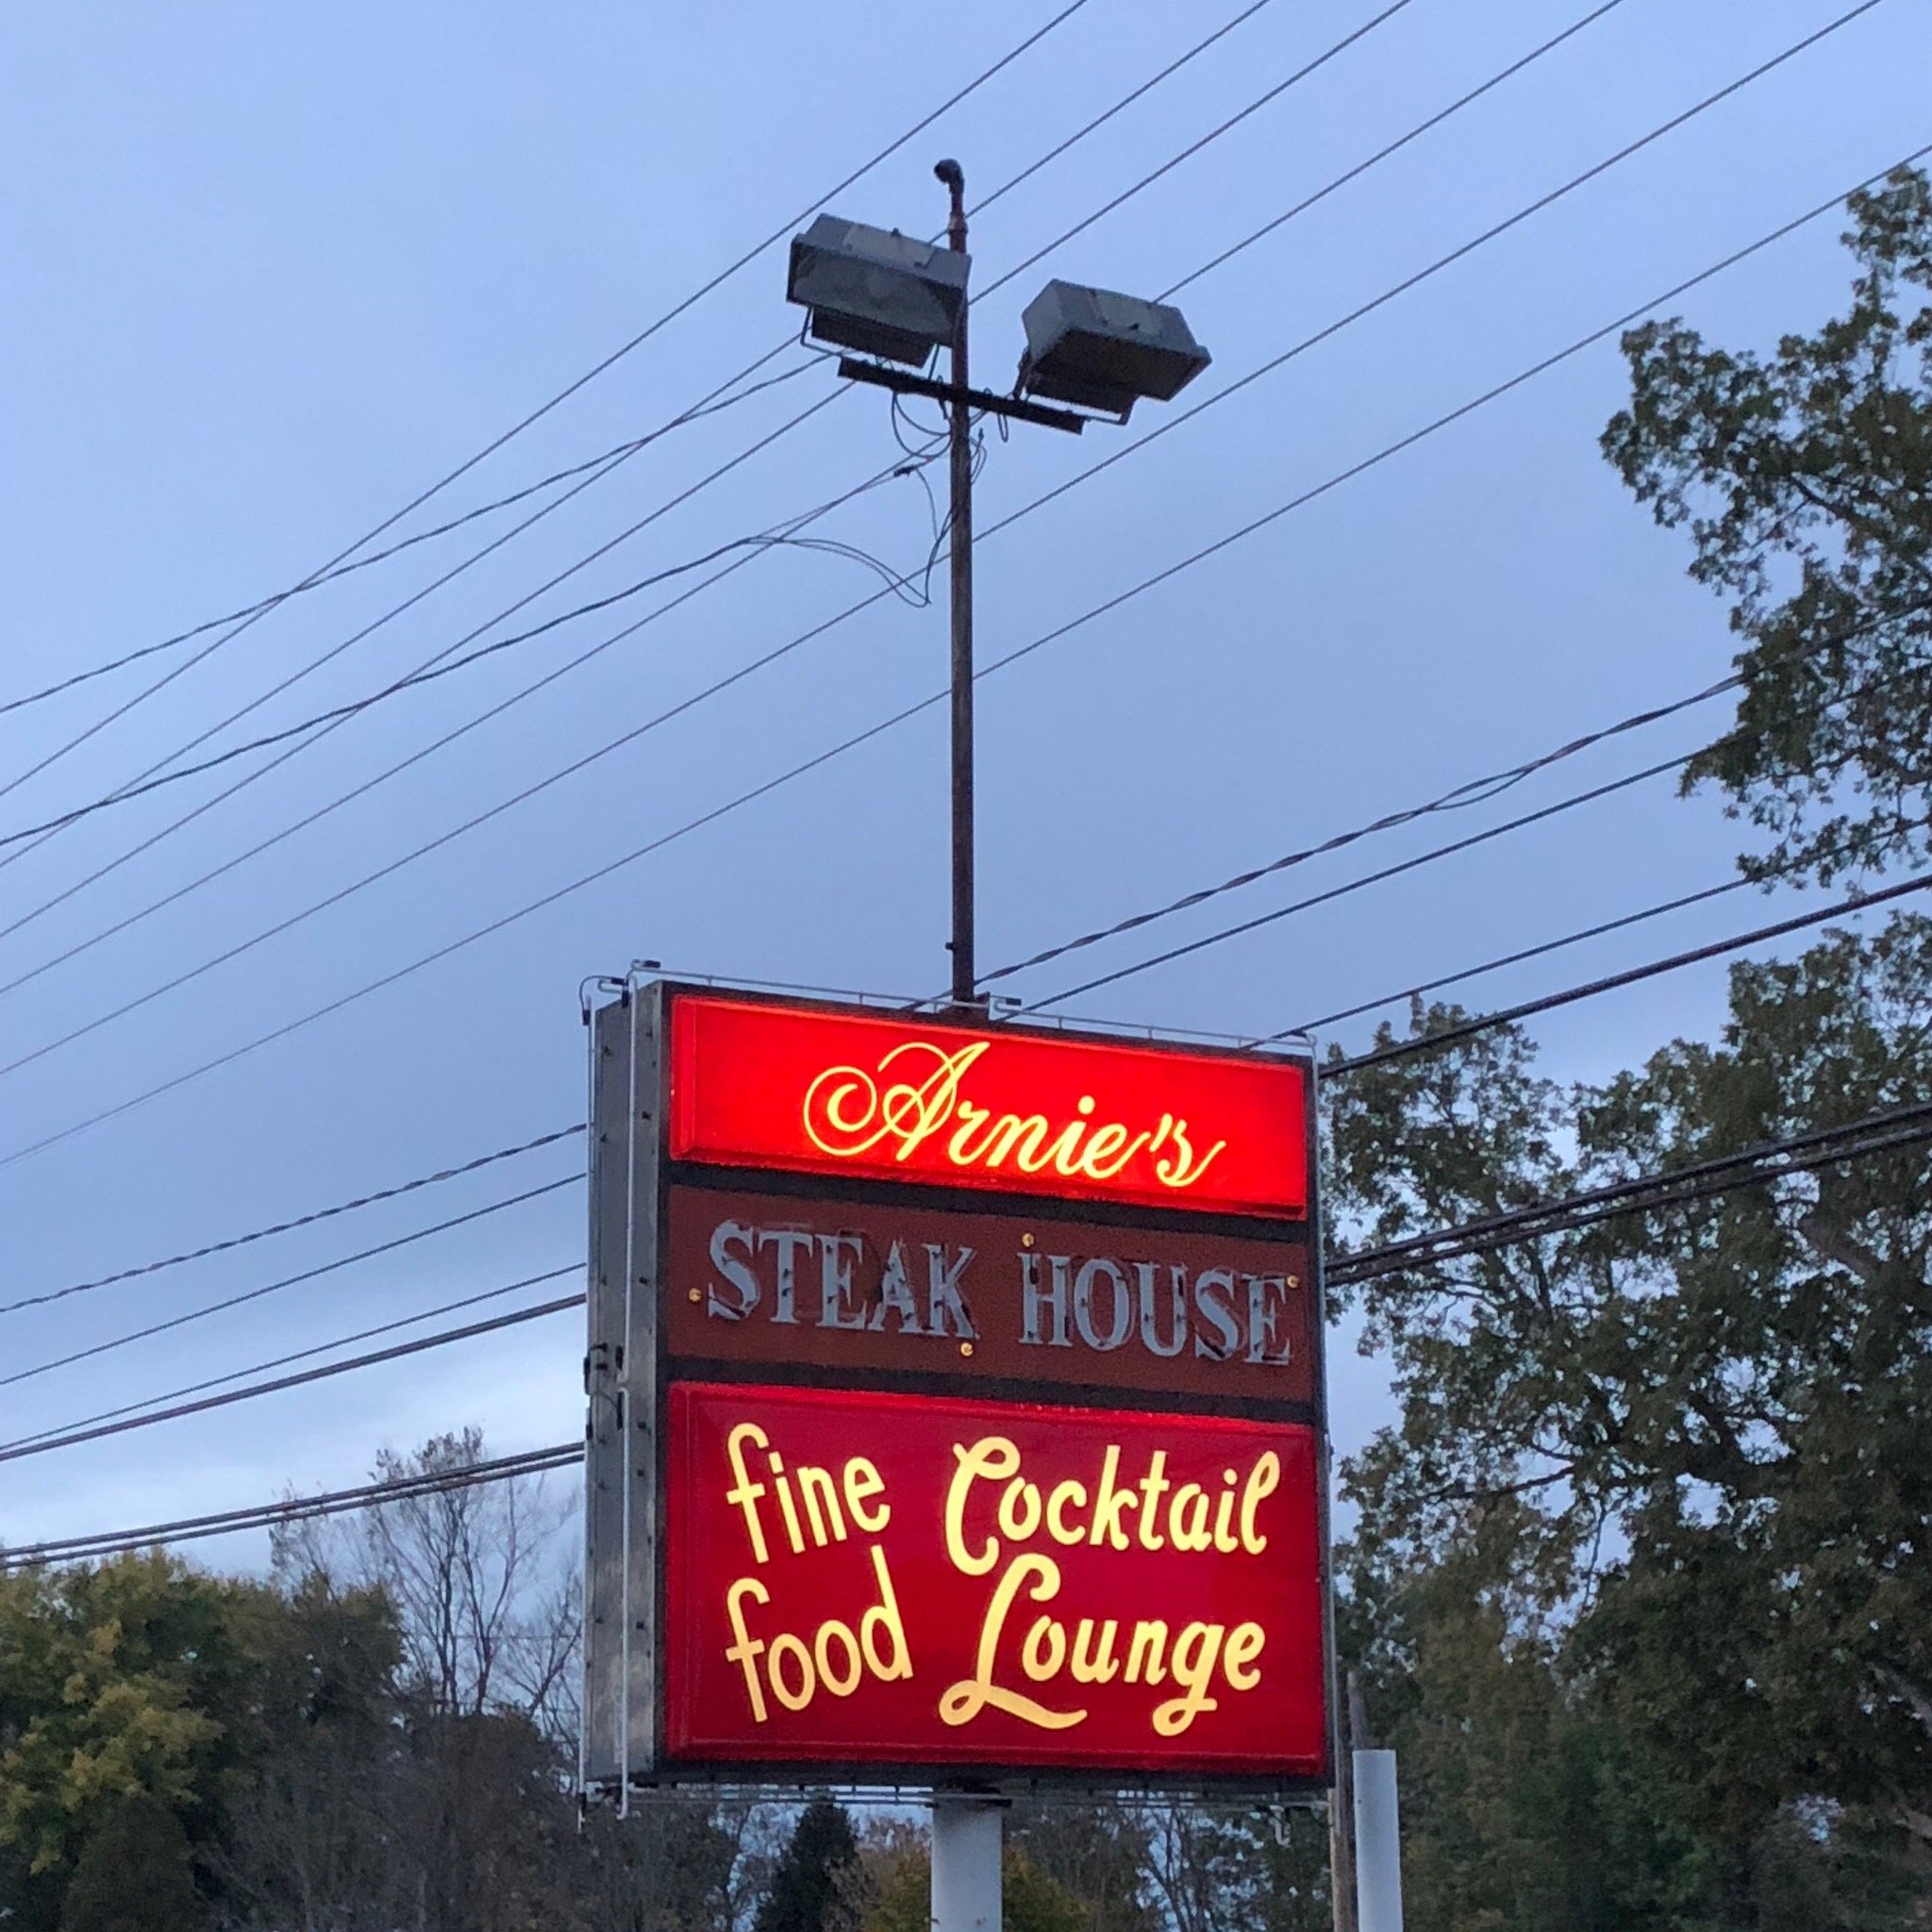 Arnie's
STEAK HOUSE
fine Cocktail
food Lounge